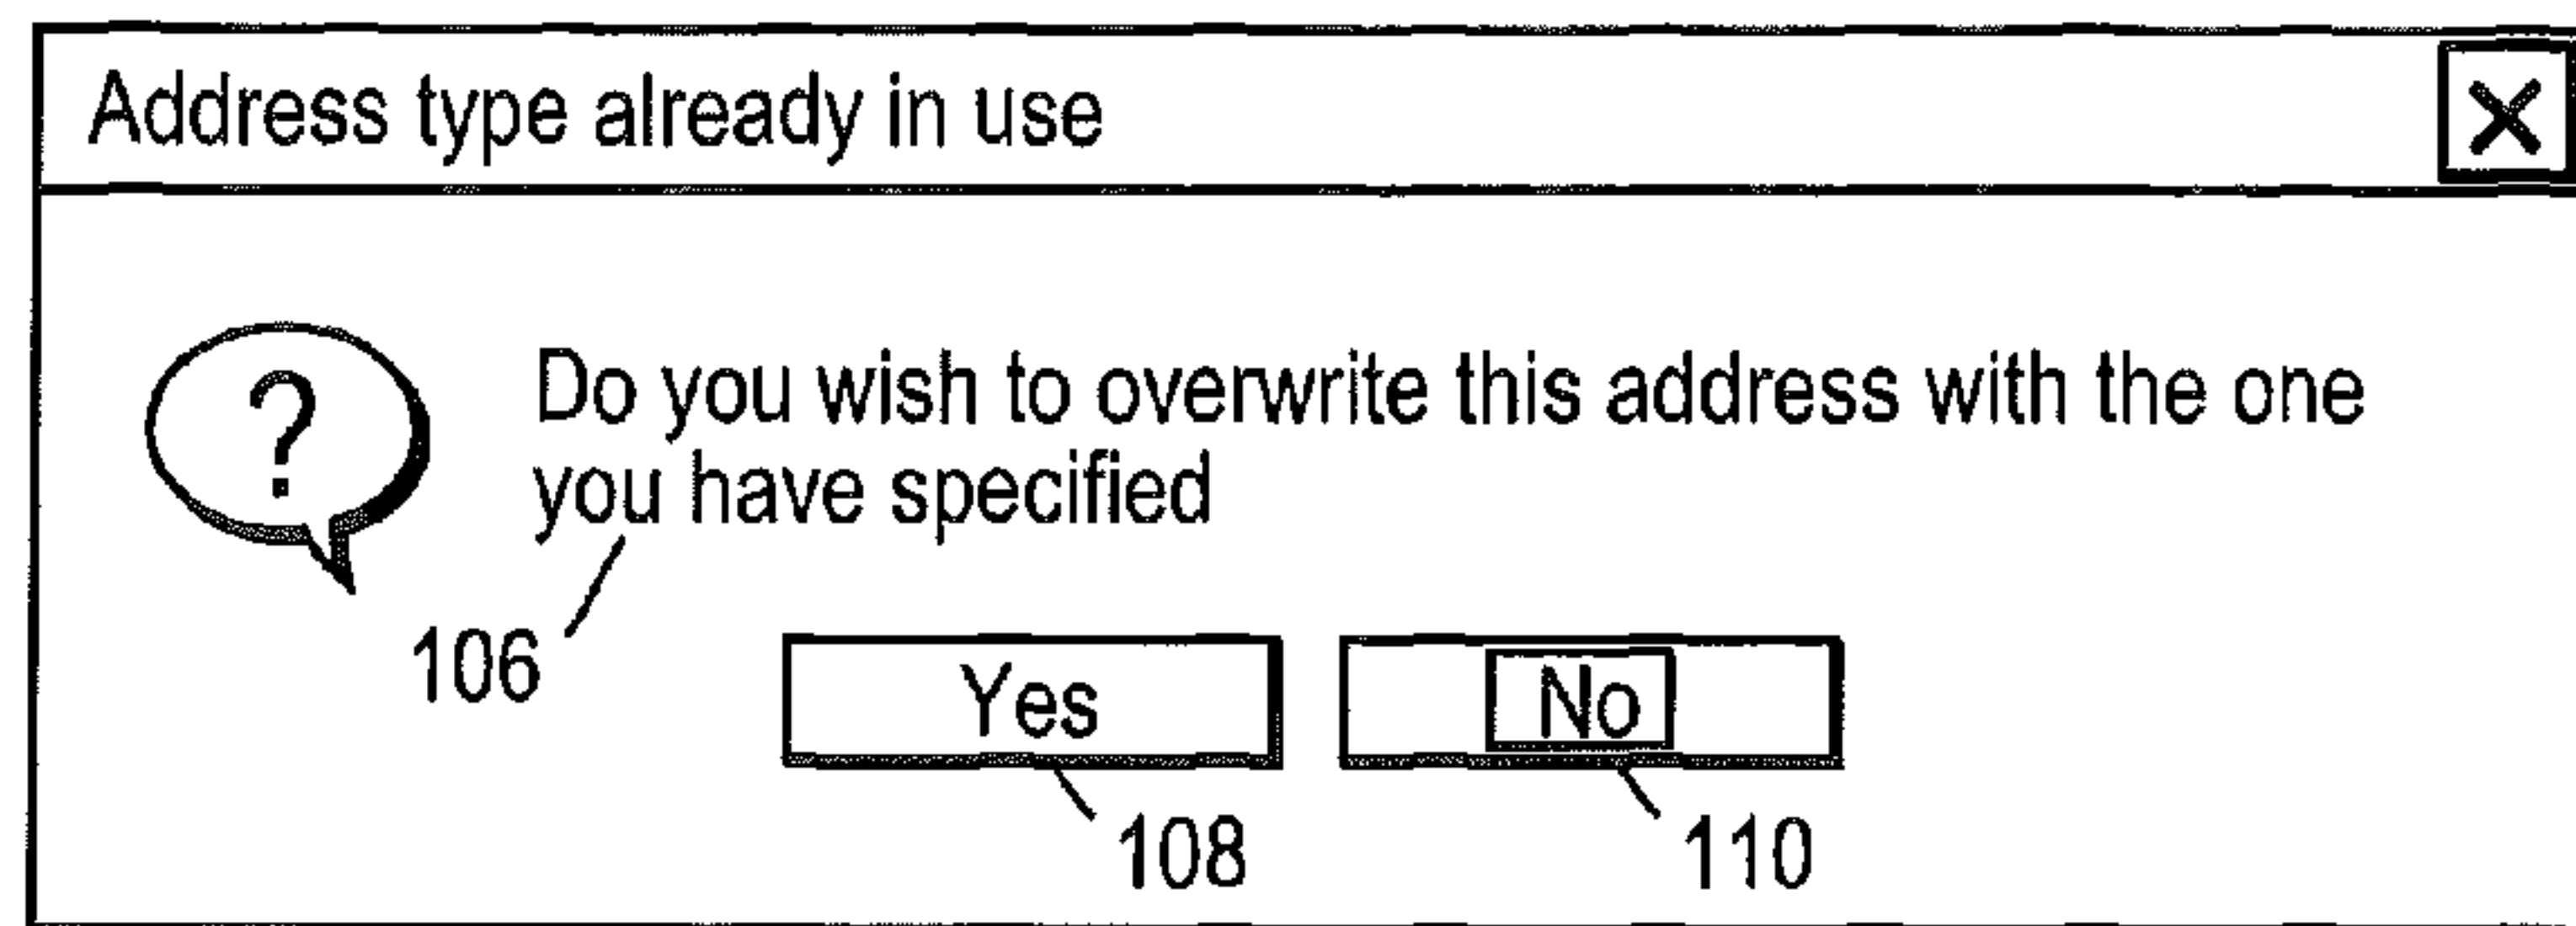 Address type already in use
X
?
Do you wish to overwrite this address with the one
you have specified
106
Yes
No
108
110